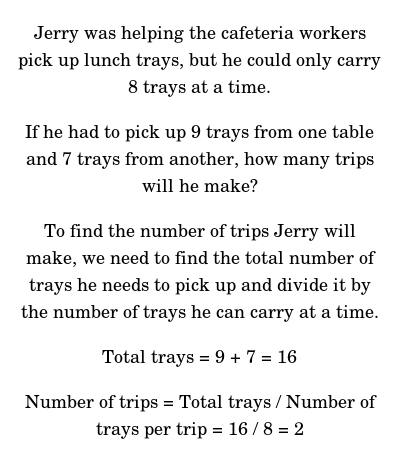 Jerry was helping the cafeteria workers
pick up lunch trays, but he could only carry
8 trays at a time.
If he had to pick up 9 trays from one table
and 7 trays from another, how many trips
will he make?
To find the number of trips Jerry will
make, we need to find the total number of
trays he needs to pick up and divide it by
the number of trays he can carry at a time.
Total trays = 9 + 7 = 16
Number of trips = Total trays / Number of
trays per trip = 16 / 8 = 2